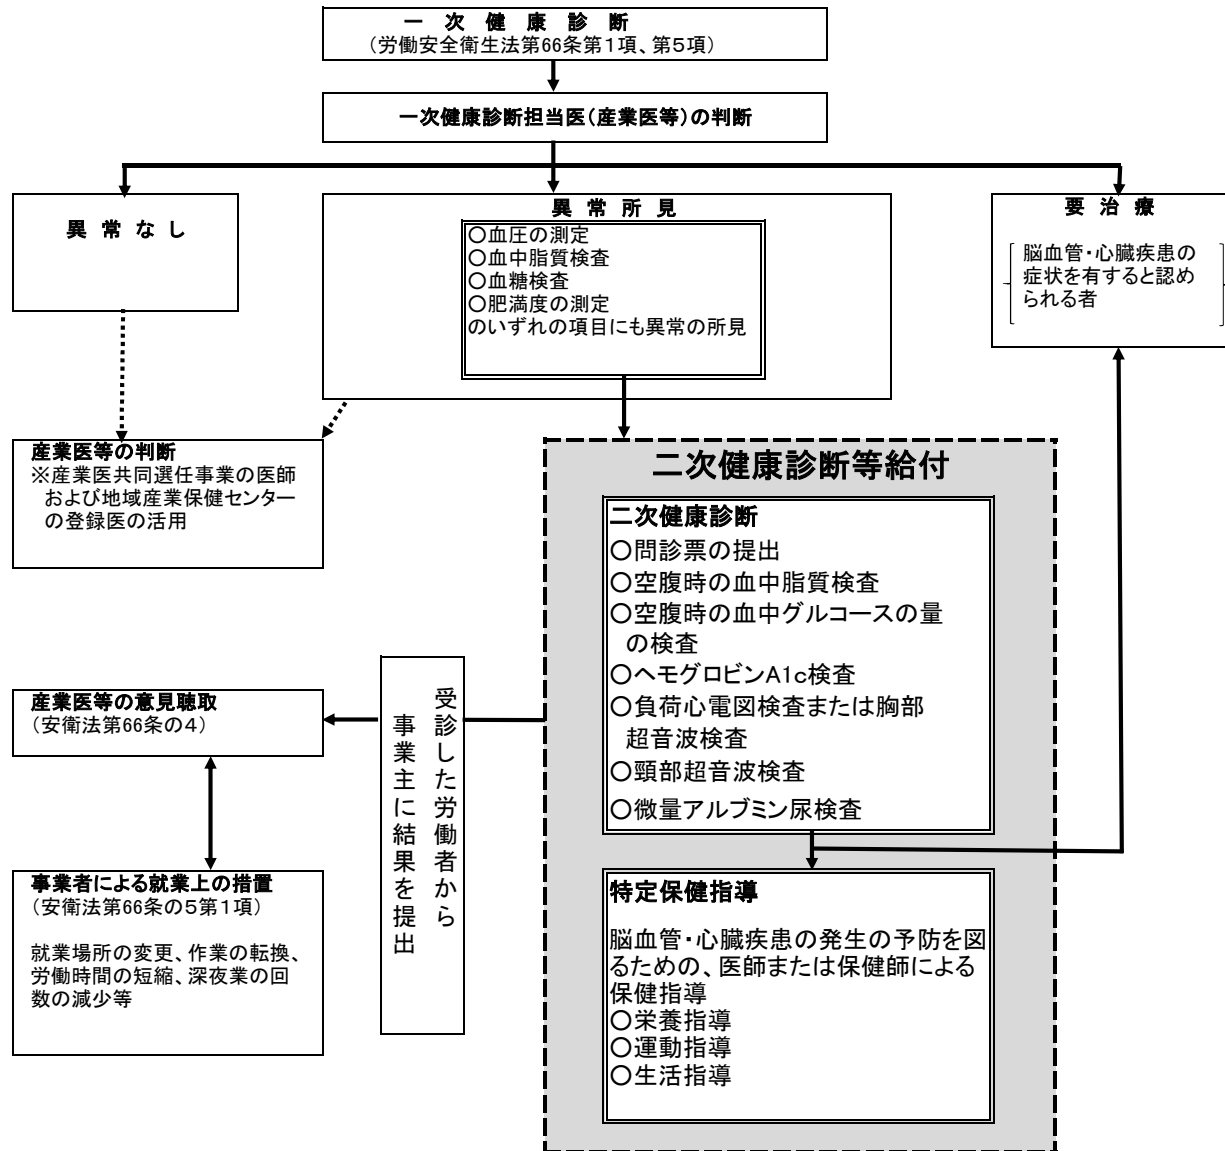 一 次 健 康 診 断
（労働安全衛生法第66条第１項、第５項）
一次健康診断担当医（産業医等）の判断
異 常 な し
異 常 所 見
○血圧の測定
○血中脂質検査
○血糖検査
○肥満度の測定
のいずれの項目にも異常の所見
要 治 療
脳血管・心臓疾患の
症状を有すると認め
られる者
産業医等の判断
※産業医共同選任事業の医師
および地域産業保健センター
の登録医の活用
二次健康診断等給付
二次健康診断
○問診票の提出
○空腹時の血中脂質検査
○空腹時の血中グルコースの量
の検査
○ヘモグロビンA1c検査
○負荷心電図検査または胸部
超音波検査
○頸部超音波検査
○微量アルブミン尿検査
受診した労働者から
事業主に結果を提出
産業医等の意見聴取
（安衛法第66条の４）
事業者による就業上の措置
（安衛法第66条の５第１項）
就業場所の変更、作業の転換、
労働時間の短縮、深夜業の回
数の減少等
特定保健指導
脳血管・心臓疾患の発生の予防を図
るための、医師または保健師による
保健指導
○栄養指導
○運動指導
○生活指導